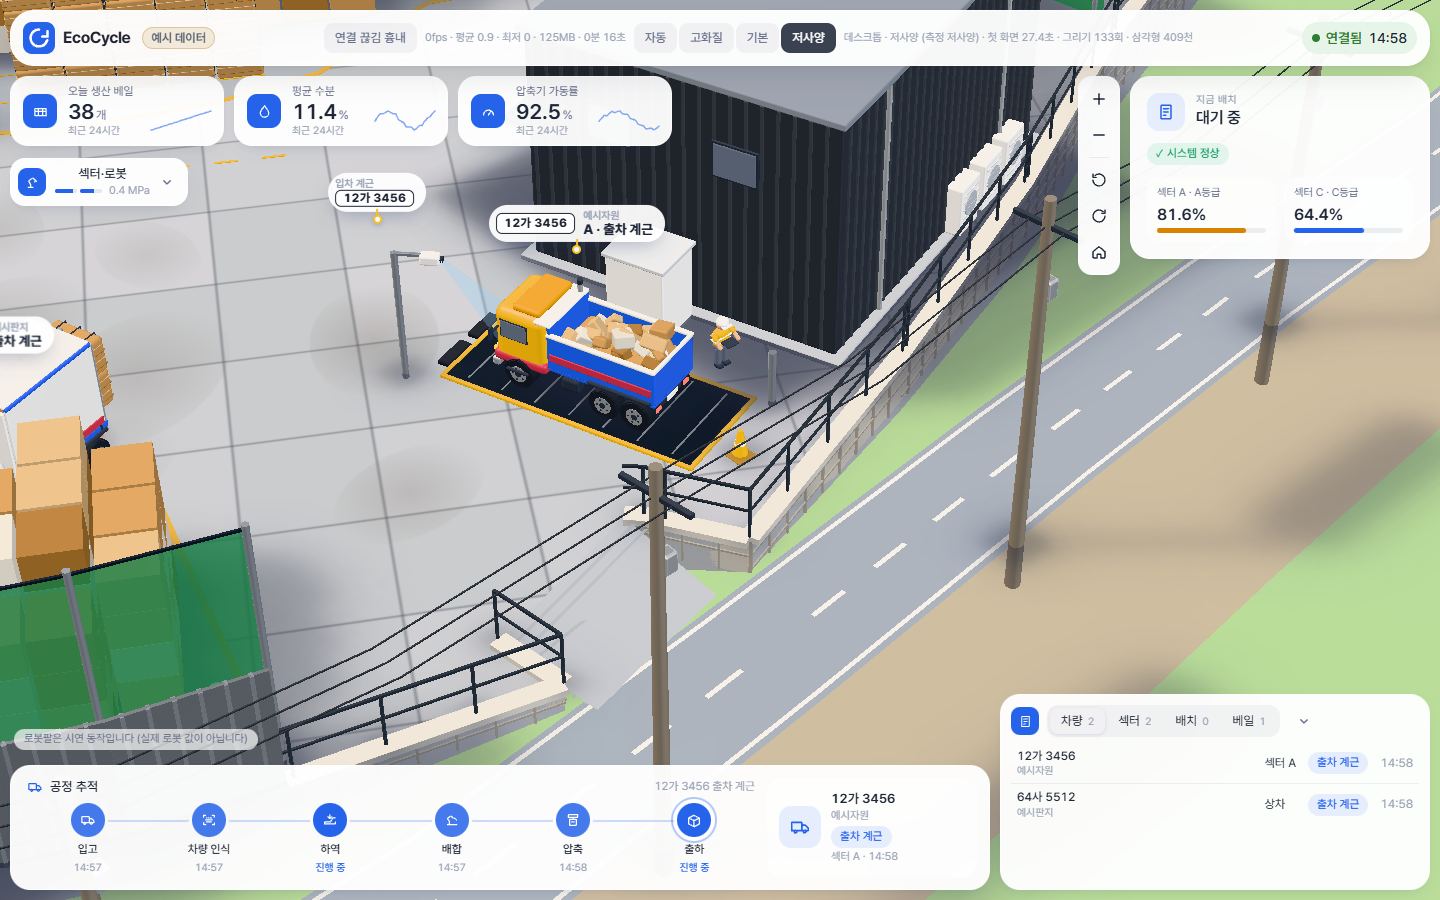 EcoCycle
예시 데이터
연결 끊김 흉내
0fps · 평균 0.9 · 최저 0 · 125MB · 0분 16초
자동
고화질
기본
저사양
데스크톱 · 저사양 (측정 저사양) · 첫 화면 27.4초 · 그리기 133회 · 삼각형 409천
연결됨 14:58
오늘 생산 베일
38개
최근 24시간
평균 수분
11.4%
최근 24시간
압축기 가동률
92.5%
최근 24시간
섹터·로봇
0.4 MPa
지금 배치
대기 중
✓ 시스템 정상
섹터 A · A등급
81.6%
섹터 C · C등급
64.4%
입차 계근
12가 3456
12가 3456
예시자원
A · 출차 계근
시판지
출차 계근
로봇팔은 시연 동작입니다 (실제 로봇 값이 아닙니다)
공정 추적
12가 3456 출차 계근
입고
14:57
차량 인식
14:57
하역
진행 중
배합
14:57
압축
14:58
출하
진행 중
12가 3456
예시자원
출차 계근
섹터 A · 14:58
차량 2
섹터 2
배치 0
베일 1
12가 3456
예시자원
섹터 A
출차 계근
14:58
64사 5512
예시판지
상차
출차 계근
14:58